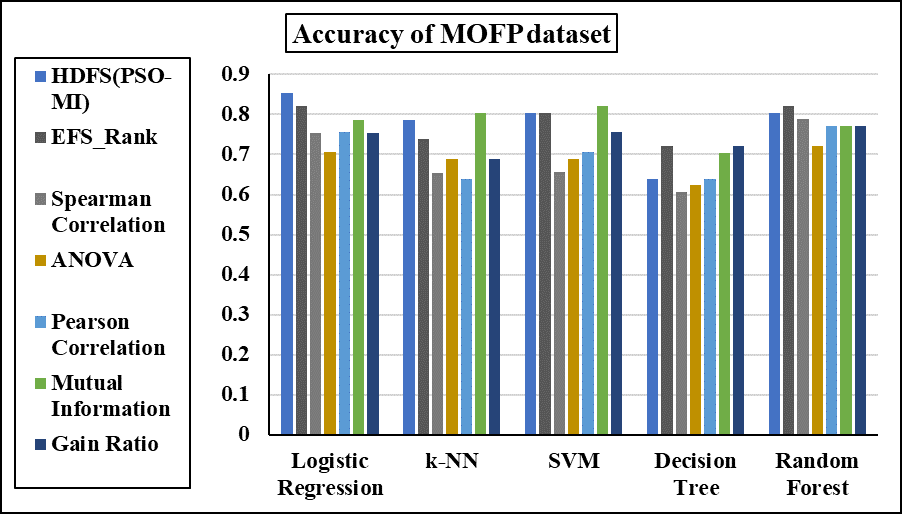 Accuracy of MOFP dataset
HDFS(PSO-
MI)
EFS_Rank
Spearman
Correlation
ANOVA
Pearson
Correlation
Mutual
Information
Gain Ratio
0.9
0.8
0.7
0.6
0.5
0.4
0.3
0.2
0.1
0
Logistic
Regression
k-NN
SVM
Decision
Tree
Random
Forest